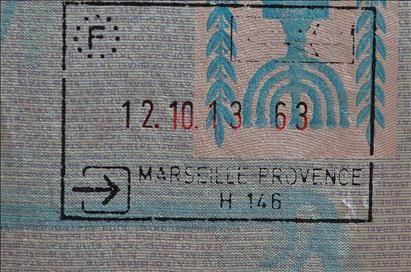 F
12.10.13 63
MARSEILLE PROVENCE
H 146